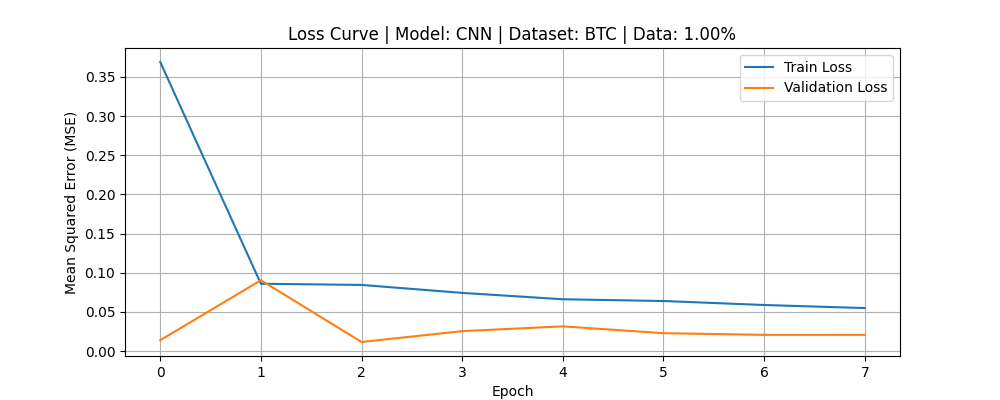 Loss Curve | Model: CNN | Dataset: BTC | Data: 1.00%
Train Loss
Validation Loss
Mean Squared Error (MSE)
0.35
0.30
0.25
0.20
0.15
0.10
0.05
0.00
0 1 2 3 4 5 6 7
Epoch